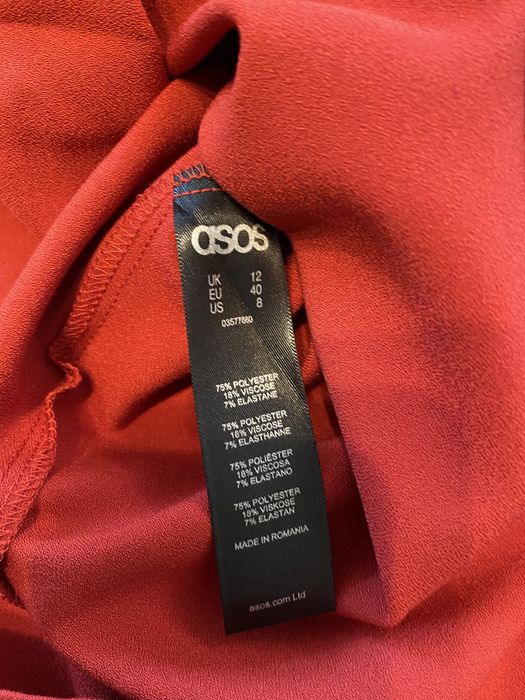 asos
UK 12
EU 40
US 8
03577680
75% POLYESTER
18% VISCOSE
7% ELASTANE
75% POLYESTER
18% VISCOSE
7% ELASTHANNE
75% POLIÉSTER
18% VISCOSA
7% ELASTANO
75% POLYESTER
18% VISKOSE
7% ELASTAN
MADE IN ROMANIA
asos.com Ltd